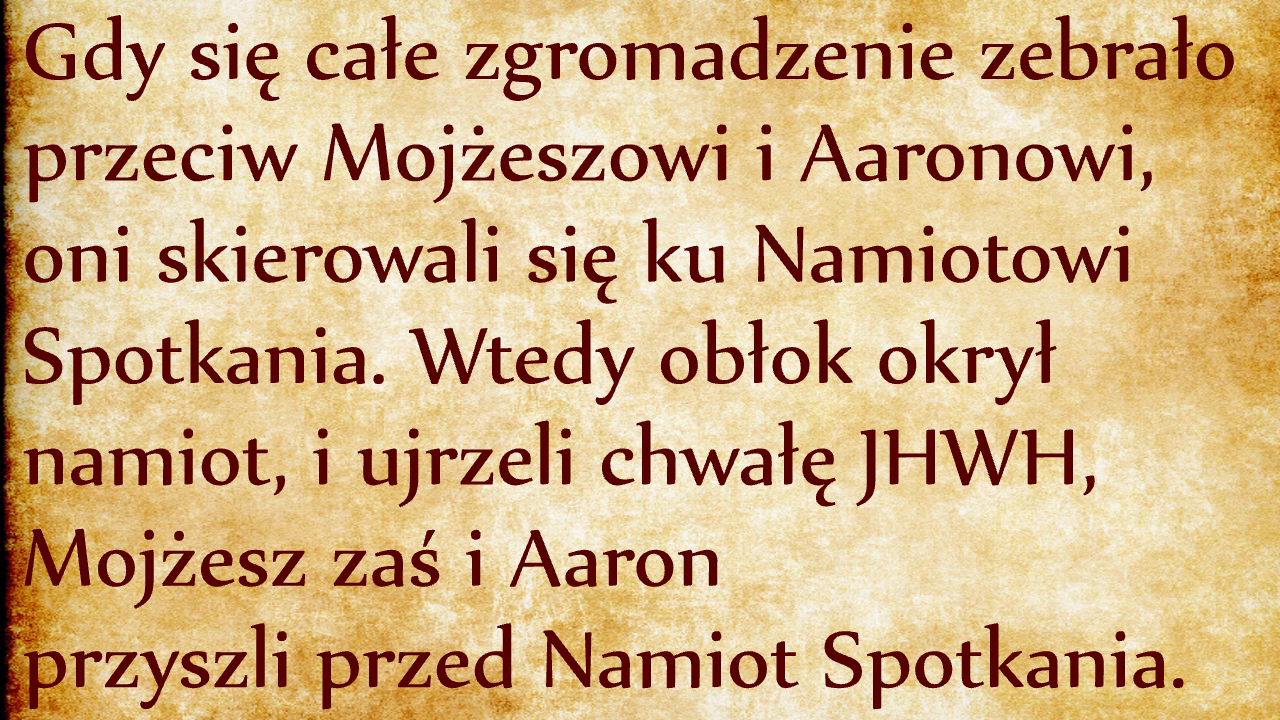 Gdy się całe zgromadzenie zebrało
przeciw Mojżeszowi i Aaronowi,
oni skierowali się ku Namiotowi
Spotkania. Wtedy obłok okrył
namiot, i ujrzeli chwałę JHWH,
Mojżesz zaś i Aaron
przyszli przed Namiot Spotkania.